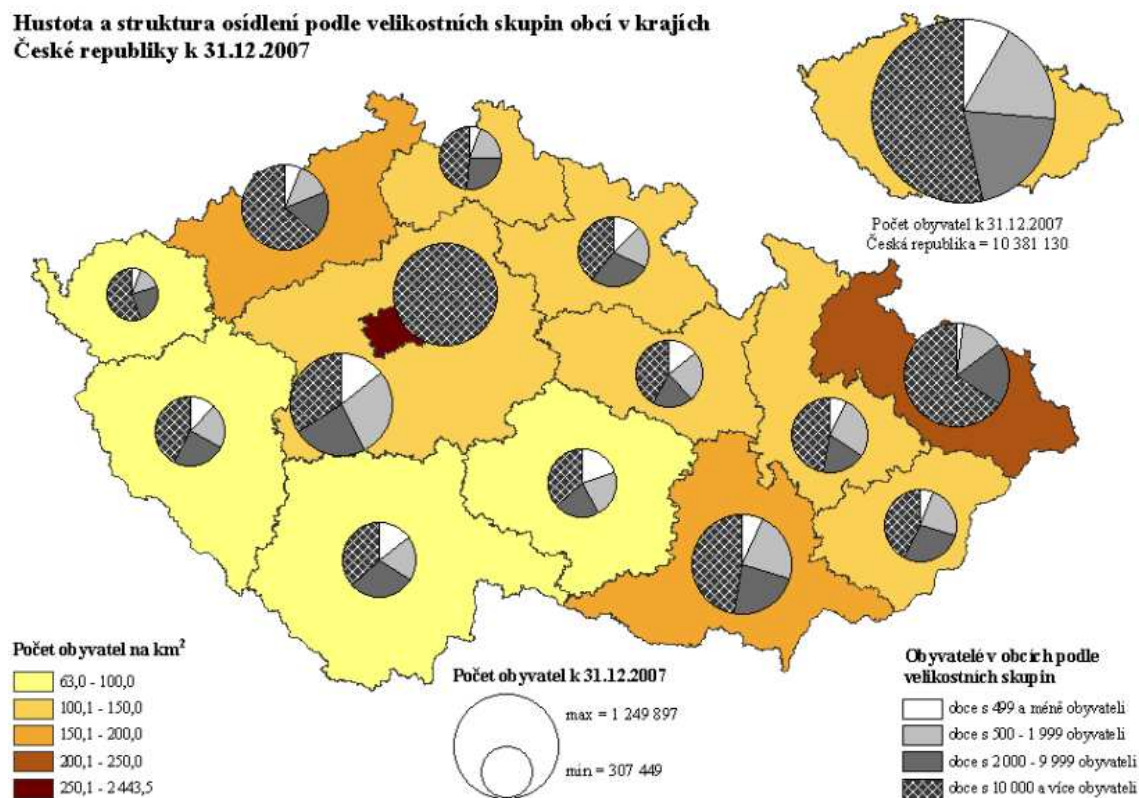 Hustota a struktura osídlení podle velikostních skupin obcí v krajích
České republiky k 31.12.2007
Počet obyvatel k 31.12.2007
Česká republika = 10 381 130
Počet obyvatel na km²
63,0 - 100,0
100,1 - 150,0
150,1 - 200,0
200,1 - 250,0
250,1 - 2 443,5
Počet obyvatel k 31.12.2007
max = 1 249 897
min = 307 449
Obyvatelé v obcích podle
velikostních skupin
obce s 499 a méně obyvateli
obce s 500 - 1 999 obyvateli
obce s 2 000 - 9 999 obyvateli
obce s 10 000 a více obyvateli